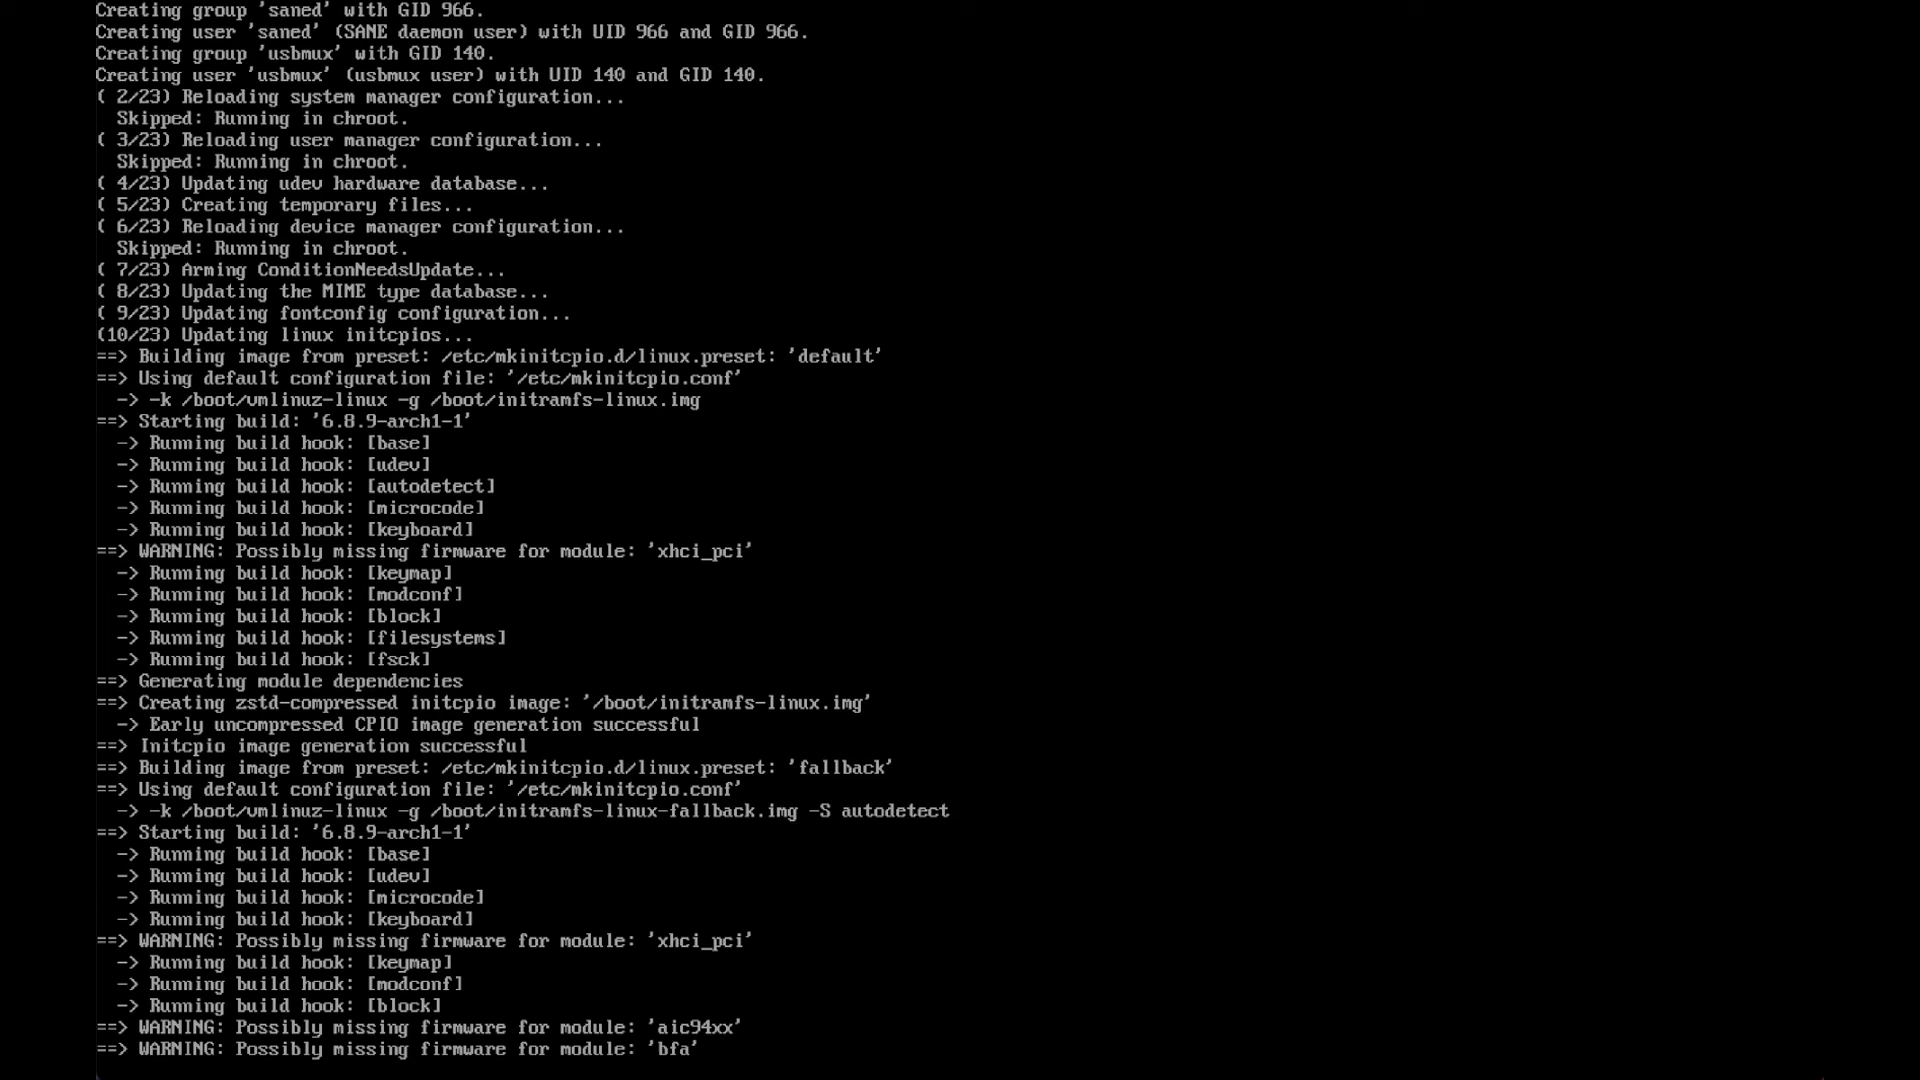 Creating group 'saned' with GID 966.
Creating user 'saned' (SANE daemon user) with UID 966 and GID 966.
Creating group 'usbmux' with GID 140.
Creating user 'usbmux' (usbmux user) with UID 140 and GID 140.
( 2/23) Reloading system manager configuration...
  Skipped: Running in chroot.
( 3/23) Reloading user manager configuration...
  Skipped: Running in chroot.
( 4/23) Updating udev hardware database...
( 5/23) Creating temporary files...
( 6/23) Reloading device manager configuration...
  Skipped: Running in chroot.
( 7/23) Arming ConditionNeedsUpdate...
( 8/23) Updating the MIME type database...
( 9/23) Updating fontconfig configuration...
(10/23) Updating linux initcpios...
==> Building image from preset: /etc/mkinitcpio.d/linux.preset: 'default'
==> Using default configuration file: '/etc/mkinitcpio.conf'
  -> -k /boot/vmlinuz-linux -g /boot/initramfs-linux.img
==> Starting build: '6.8.9-arch1-1'
  -> Running build hook: [base]
  -> Running build hook: [udev]
  -> Running build hook: [autodetect]
  -> Running build hook: [microcode]
  -> Running build hook: [keyboard]
==> WARNING: Possibly missing firmware for module: 'xhci_pci'
  -> Running build hook: [keymap]
  -> Running build hook: [modconf]
  -> Running build hook: [block]
  -> Running build hook: [filesystems]
  -> Running build hook: [fsck]
==> Generating module dependencies
==> Creating zstd-compressed initcpio image: '/boot/initramfs-linux.img'
  -> Early uncompressed CPIO image generation successful
==> Initcpio image generation successful
==> Building image from preset: /etc/mkinitcpio.d/linux.preset: 'fallback'
==> Using default configuration file: '/etc/mkinitcpio.conf'
  -> -k /boot/vmlinuz-linux -g /boot/initramfs-linux-fallback.img -S autodetect
==> Starting build: '6.8.9-arch1-1'
  -> Running build hook: [base]
  -> Running build hook: [udev]
  -> Running build hook: [microcode]
  -> Running build hook: [keyboard]
==> WARNING: Possibly missing firmware for module: 'xhci_pci'
  -> Running build hook: [keymap]
  -> Running build hook: [modconf]
  -> Running build hook: [block]
==> WARNING: Possibly missing firmware for module: 'aic94xx'
==> WARNING: Possibly missing firmware for module: 'bfa'